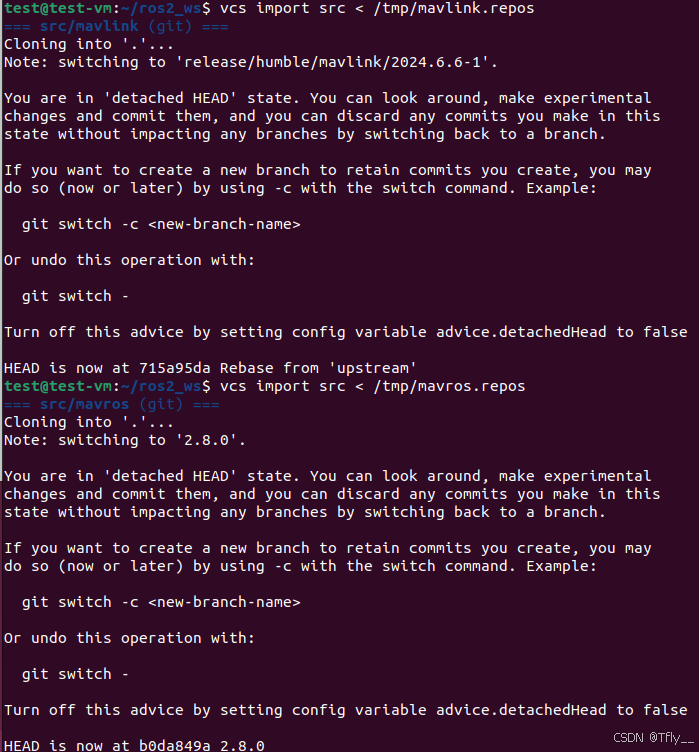 test@test-vm:~/ros2_ws$ vcs import src < /tmp/mavlink.repos
=== src/mavlink (git) ===
Cloning into '.'...
Note: switching to 'release/humble/mavlink/2024.6.6-1'.
You are in 'detached HEAD' state. You can look around, make experimental
changes and commit them, and you can discard any commits you make in this
state without impacting any branches by switching back to a branch.
If you want to create a new branch to retain commits you create, you may
do so (now or later) by using -c with the switch command. Example:
git switch -c <new-branch-name>
Or undo this operation with:
git switch -
Turn off this advice by setting config variable advice.detachedHead to false
HEAD is now at 715a95da Rebase from 'upstream'
test@test-vm:~/ros2_ws$ vcs import src < /tmp/mavros.repos
=== src/mavros (git) ===
Cloning into '.'...
Note: switching to '2.8.0'.
You are in 'detached HEAD' state. You can look around, make experimental
changes and commit them, and you can discard any commits you make in this
state without impacting any branches by switching back to a branch.
If you want to create a new branch to retain commits you create, you may
do so (now or later) by using -c with the switch command. Example:
git switch -c <new-branch-name>
Or undo this operation with:
git switch -
Turn off this advice by setting config variable advice.detachedHead to false
HEAD is now at b0da849a 2.8.0
CSDN @Tfly__